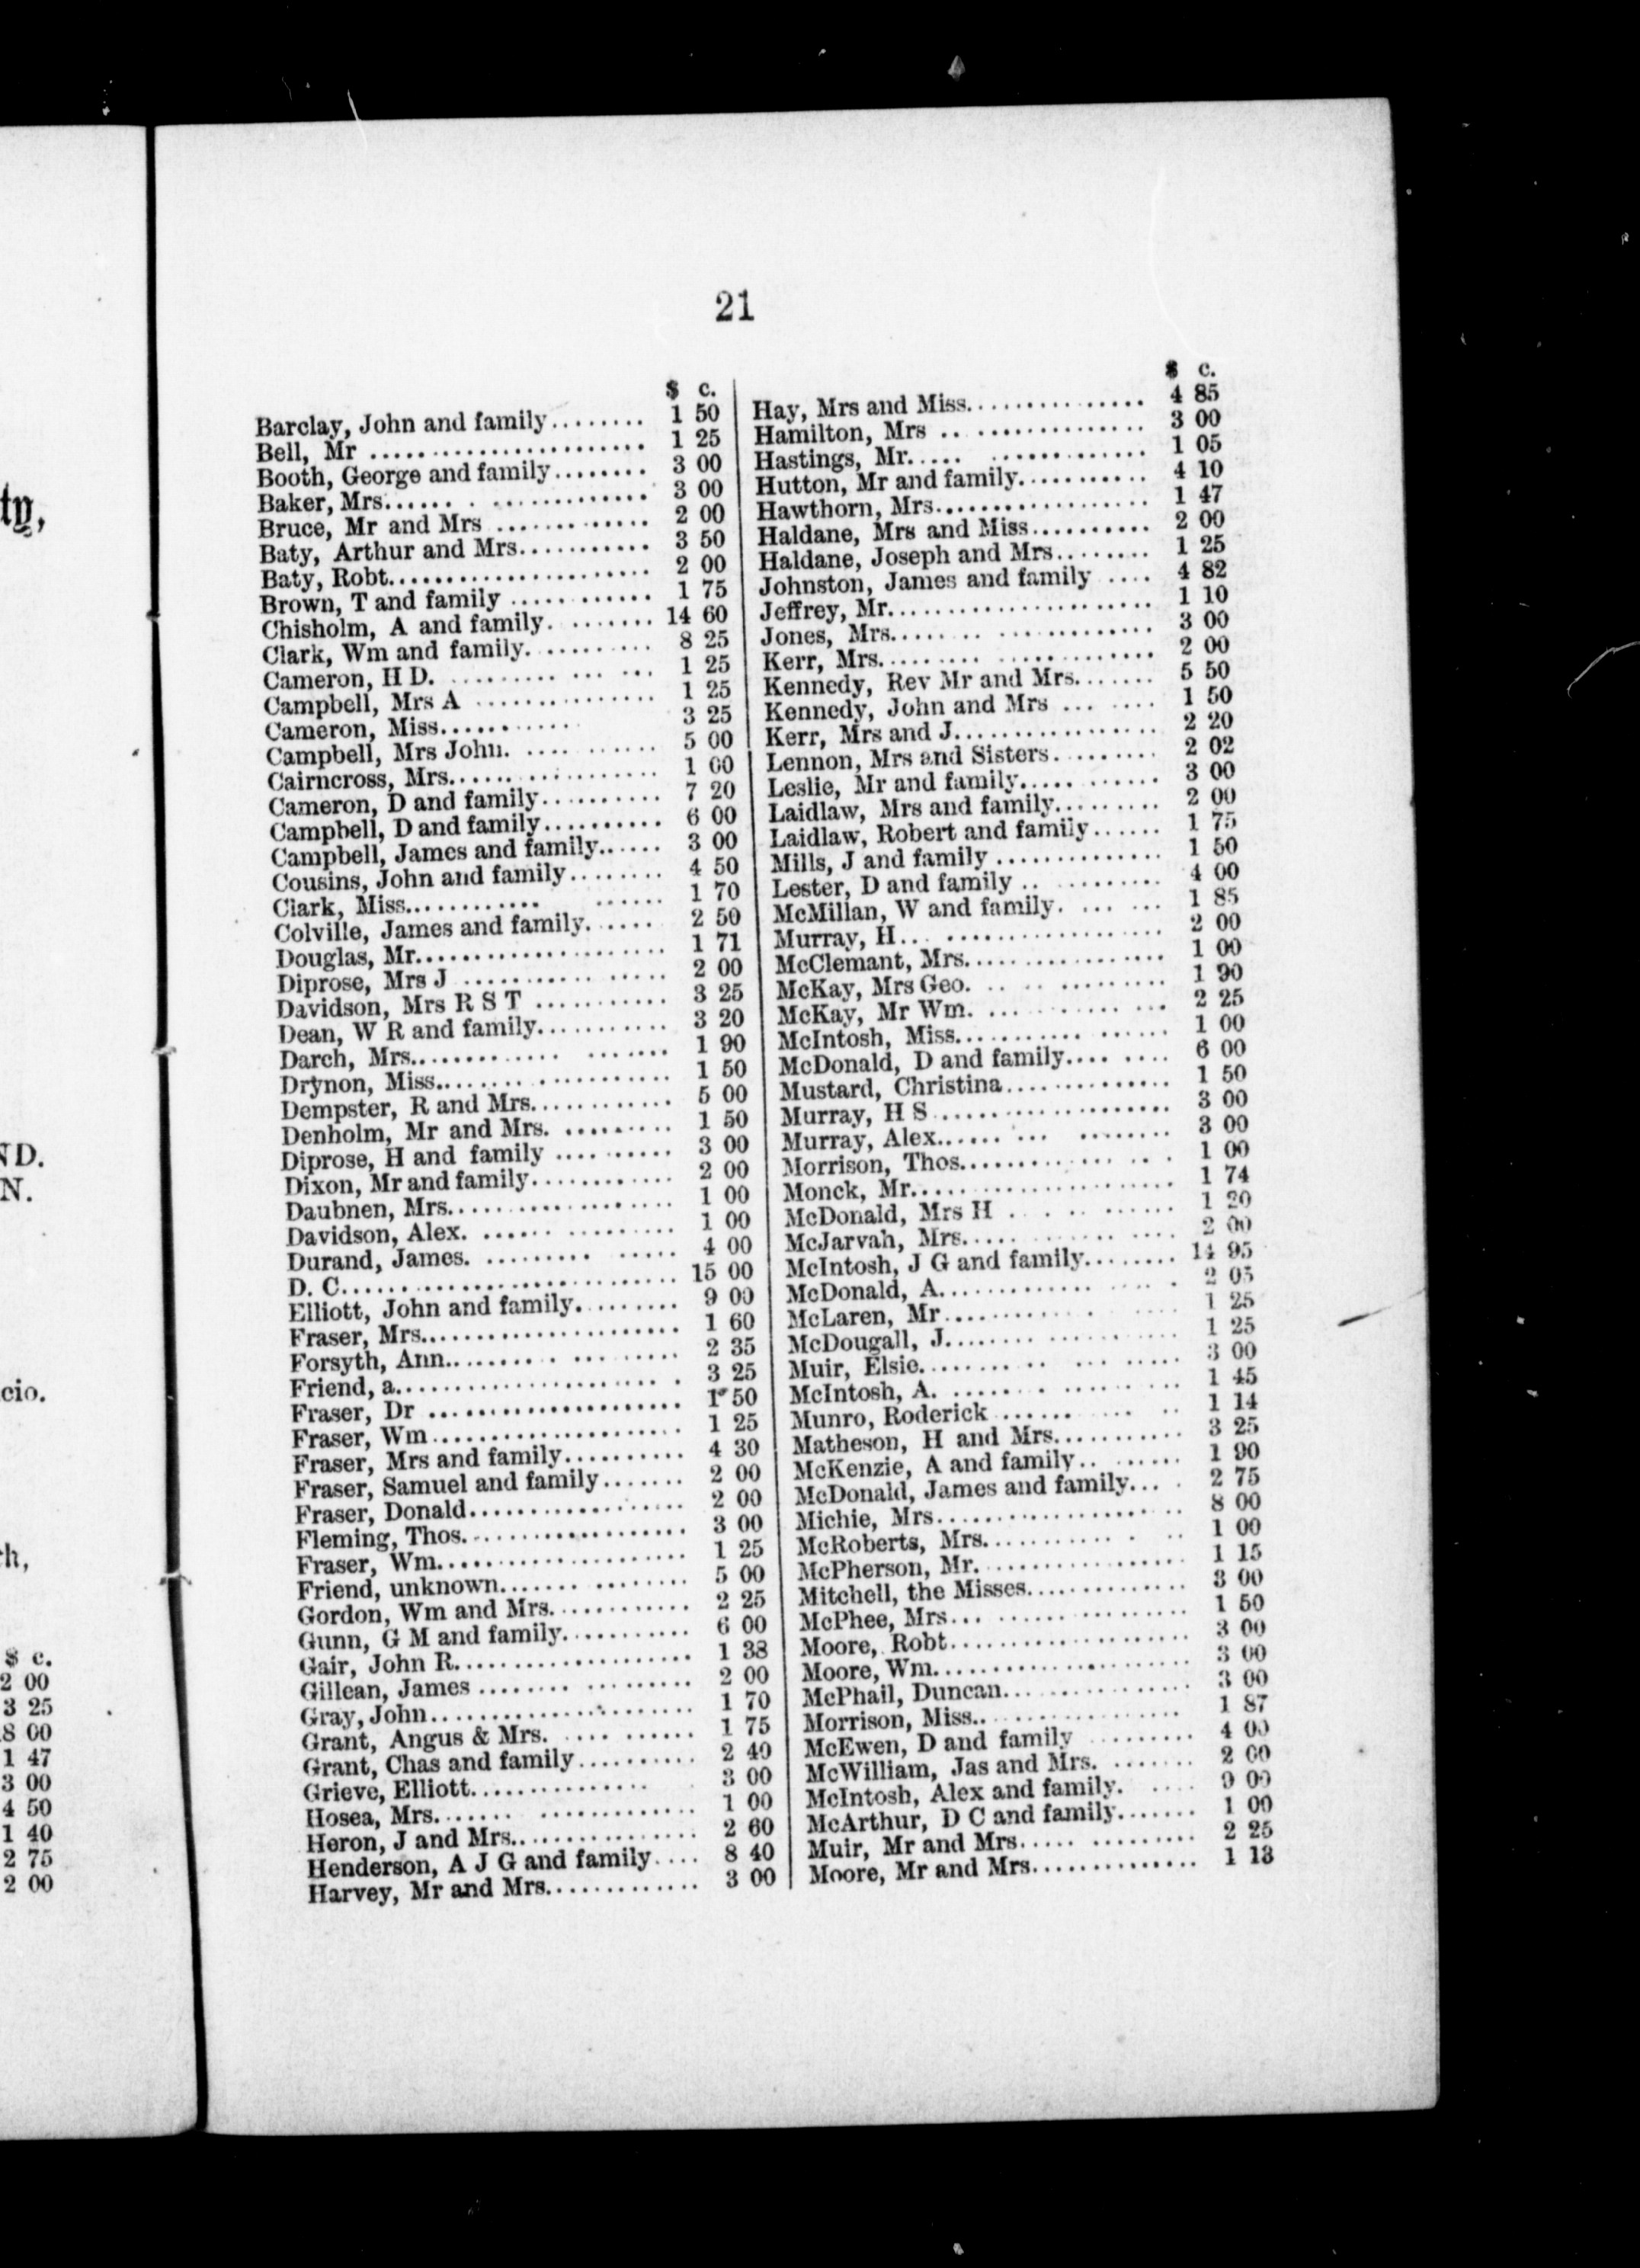 ty,
ND.
N.
cio.
h,
$ c.
2 00
3 25
8 00
1 47
3 00
4 50
1 40
2 75
2 00
21
$ c.
Barclay, John and family........ 1 50
Bell, Mr ........................ 1 25
Booth, George and family........ 3 00
Baker, Mrs...................... 3 00
Bruce, Mr and Mrs ............. 2 00
Baty, Arthur and Mrs........... 3 50
Baty, Robt...................... 2 00
Brown, T and family ............ 1 75
Chisholm, A and family......... 14 60
Clark, Wm and family........... 8 25
Cameron, H D................... 1 25
Campbell, Mrs A ............... 1 25
Cameron, Miss............ 3 25
Campbell, Mrs John............ 5 00
Cairncross, Mrs.................. 1 00
Cameron, D and family.......... 7 20
Campbell, D and family.......... 6 00
Campbell, James and family...... 3 00
Cousins, John and family........ 4 50
Clark, Miss.................. 1 70
Colville, James and family...... 2 50
Douglas, Mr..................... 1 71
Diprose, Mrs J .................. 2 00
Davidson, Mrs R S T ........... 3 25
Dean, W R and family........... 3 20
Darch, Mrs.................... 1 90
Drynon, Miss................... 1 50
Dempster, R and Mrs............ 5 00
Denholm, Mr and Mrs. ......... 1 50
Diprose, H and family .......... 3 00
Dixon, Mr and family............ 2 00
Daubnen, Mrs................... 1 00
Davidson, Alex. ................ 1 00
Durand, James. ............... 4 00
D. C............................ 15 00
Elliott, John and family......... 9 00
Fraser, Mrs..................... 1 60
Forsyth, Ann................... 2 35
Friend, a........................ 3 25
Fraser, Dr ...................... 1 50
Fraser, Wm..................... 1 25
Fraser, Mrs and family.......... 4 30
Fraser, Samuel and family....... 2 00
Fraser, Donald.................. 2 00
Fleming, Thos................... 3 00
Fraser, Wm..................... 1 25
Friend, unknown............... 5 00
Gordon, Wm and Mrs............ 2 25
Gunn, G M and family........... 6 00
Gair, John R.................... 1 38
Gillean, James ................. 2 00
Gray, John...................... 1 70
Grant, Angus & Mrs. .......... 1 75
Grant, Chas and family.......... 2 40
Grieve, Elliott................ 3 00
Hosea, Mrs.................... 1 00
Heron, J and Mrs................ 2 60
Henderson, A J G and family.... 8 40
Harvey, Mr and Mrs............. 3 00
$ c.
Hay, Mrs and Miss............... 4 85
Hamilton, Mrs ................. 3 00
Hastings, Mr.................. 1 05
Hutton, Mr and family........... 4 10
Hawthorn, Mrs.................. 1 47
Haldane, Mrs and Miss.......... 2 00
Haldane, Joseph and Mrs........ 1 25
Johnston, James and family .... 4 82
Jeffrey, Mr...................... 1 10
Jones, Mrs..................... 3 00
Kerr, Mrs...................... 2 00
Kennedy, Rev Mr and Mrs....... 5 50
Kennedy, John and Mrs ....... 1 50
Kerr, Mrs and J................. 2 20
Lennon, Mrs and Sisters......... 2 02
Leslie, Mr and family........... 3 00
Laidlaw, Mrs and family......... 2 00
Laidlaw, Robert and family...... 1 75
Mills, J and family .............. 1 50
Lester, D and family ........... 4 00
McMillan, W and family. ...... 1 85
Murray, H..................... 2 00
McClemant, Mrs................. 1 00
McKay, Mrs Geo. .............. 1 90
McKay, Mr Wm. .............. 2 25
McIntosh, Miss................. 1 00
McDonald, D and family........ 6 00
Mustard, Christina.............. 1 50
Murray, H S.................... 3 00
Murray, Alex................. 3 00
Morrison, Thos................. 1 00
Monck, Mr...................... 1 74
McDonald, Mrs H ............ 1 20
McJarvah, Mrs................. 2 00
McIntosh, J G and family........ 14 95
McDonald, A.................. 2 05
McLaren, Mr................ 1 25
McDougall, J................... 1 25
Muir, Elsie.................... 3 00
McIntosh, A. ................. 1 45
Munro, Roderick ............ 1 14
Matheson, H and Mrs........... 3 25
McKenzie, A and family........ 1 90
McDonald, James and family.... 2 75
Michie, Mrs..................... 8 00
McRoberts, Mrs.............. 1 00
McPherson, Mr................. 1 15
Mitchell, the Misses............. 3 00
McPhee, Mrs................... 1 50
Moore, Robt.................... 3 00
Moore, Wm..................... 3 00
McPhail, Duncan................ 3 00
Morrison, Miss................. 1 87
McEwen, D and family ......... 4 00
McWilliam, Jas and Mrs. ....... 2 00
McIntosh, Alex and family. .... 9 00
McArthur, D C and family....... 1 00
Muir, Mr and Mrs.............. 2 25
Moore, Mr and Mrs.............. 1 13